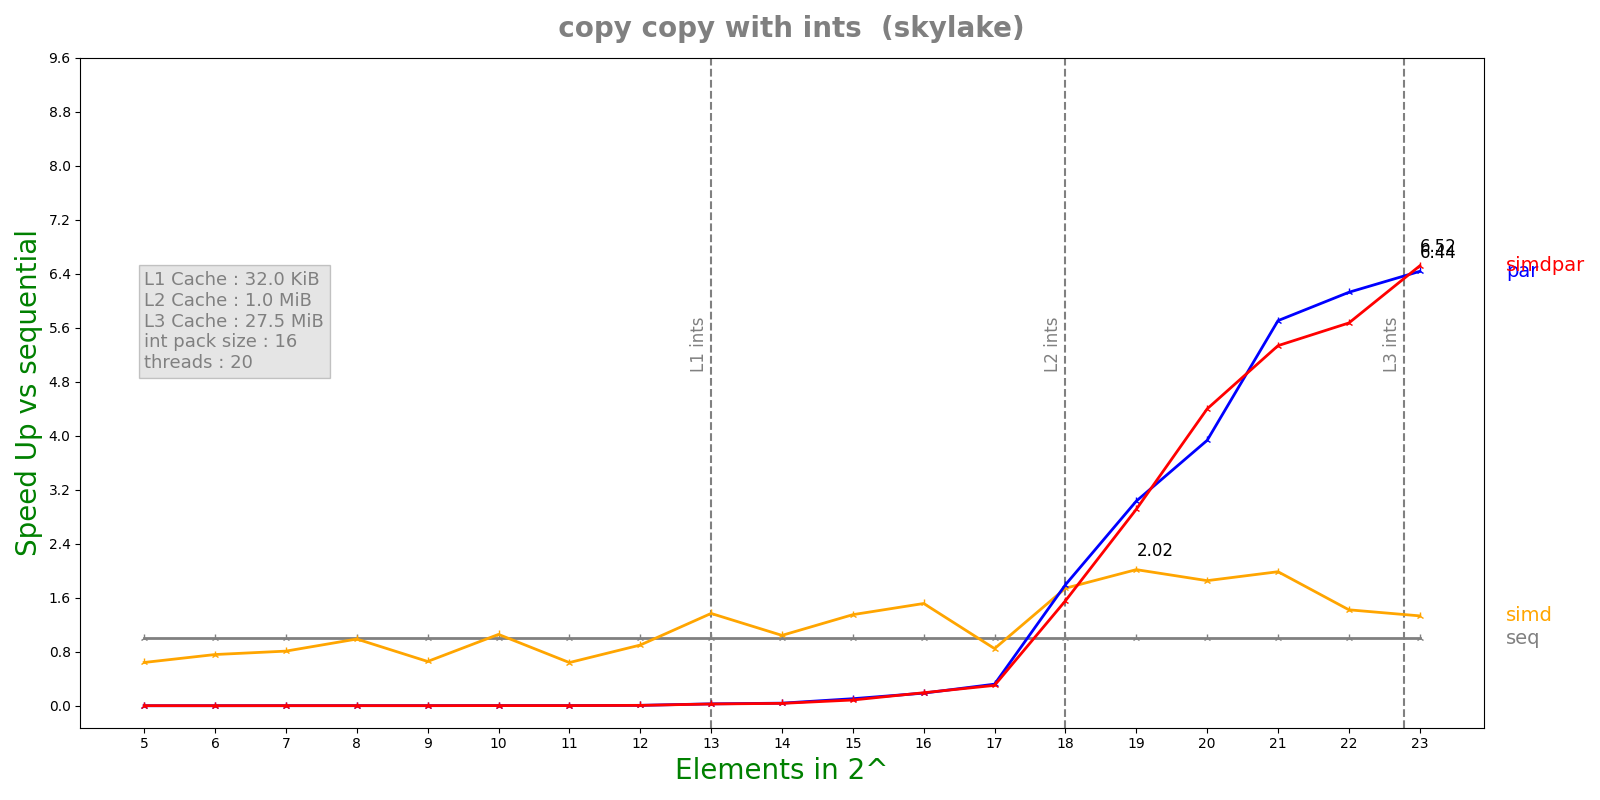 copy copy with ints (skylake)
Speed Up vs sequential
9.6
8.8
8.0
7.2
6.4
5.6
4.8
4.0
3.2
2.4
1.6
0.8
0.0
L1 Cache : 32.0 KiB
L2 Cache : 1.0 MiB
L3 Cache : 27.5 MiB
int pack size : 16
threads : 20
L1 ints
L2 ints
L3 ints
6.52
6.44
2.02
simdpar
par
simd
seq
5 6 7 8 9 10 11 12 13 14 15 16 17 18 19 20 21 22 23
Elements in 2^